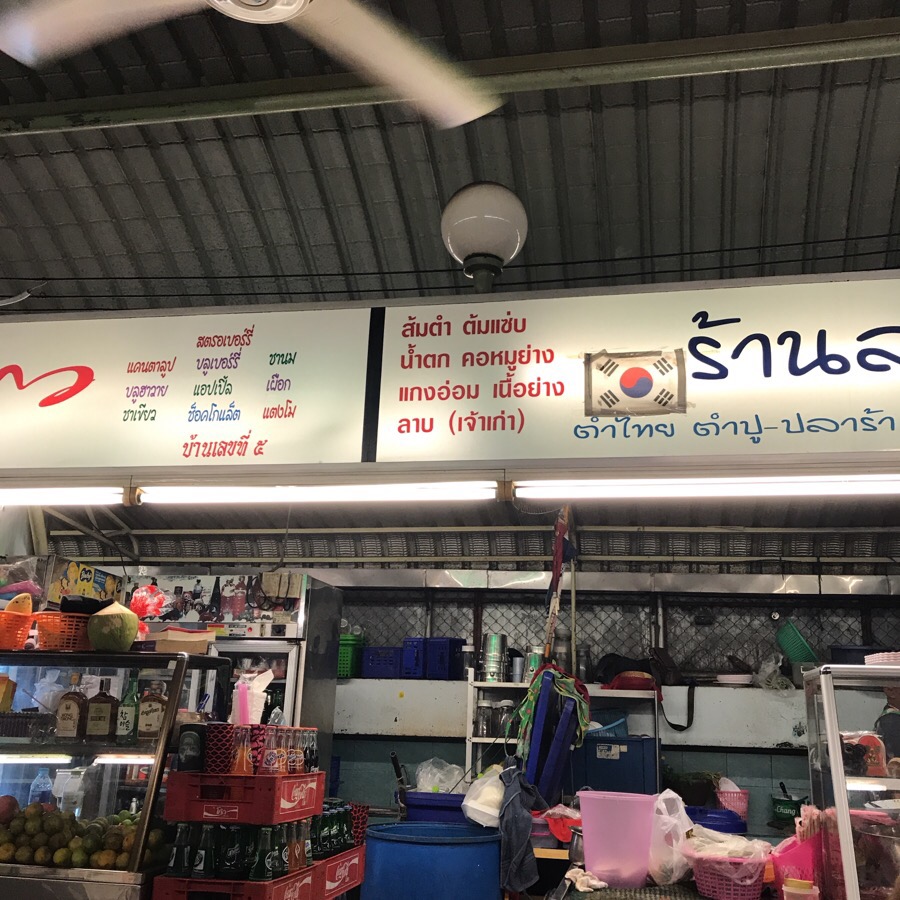 สตรอเบอร์รี่
แคนตาลูป บลูเบอร์รี่ ชานม
บลูฮาวาย แอปเปิ้ล เผือก
ชาเขียว ช็อคโกแล็ต แตงโม
บ้านเลขที่ ๕
ส้มตำ ต้มแซ่บ
น้ำตก คอหมูย่าง
แกงอ่อม เนื้อย่าง
ลาบ (เจ้าเก่า)
ร้านล
ตำไทย ตำปู-ปลาร้า
Coca-Cola
Coca-Cola
Chang